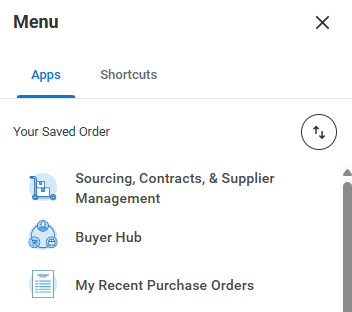 Menu
Apps
Shortcuts
Your Saved Order
Sourcing, Contracts, & Supplier
Management
Buyer Hub
My Recent Purchase Orders